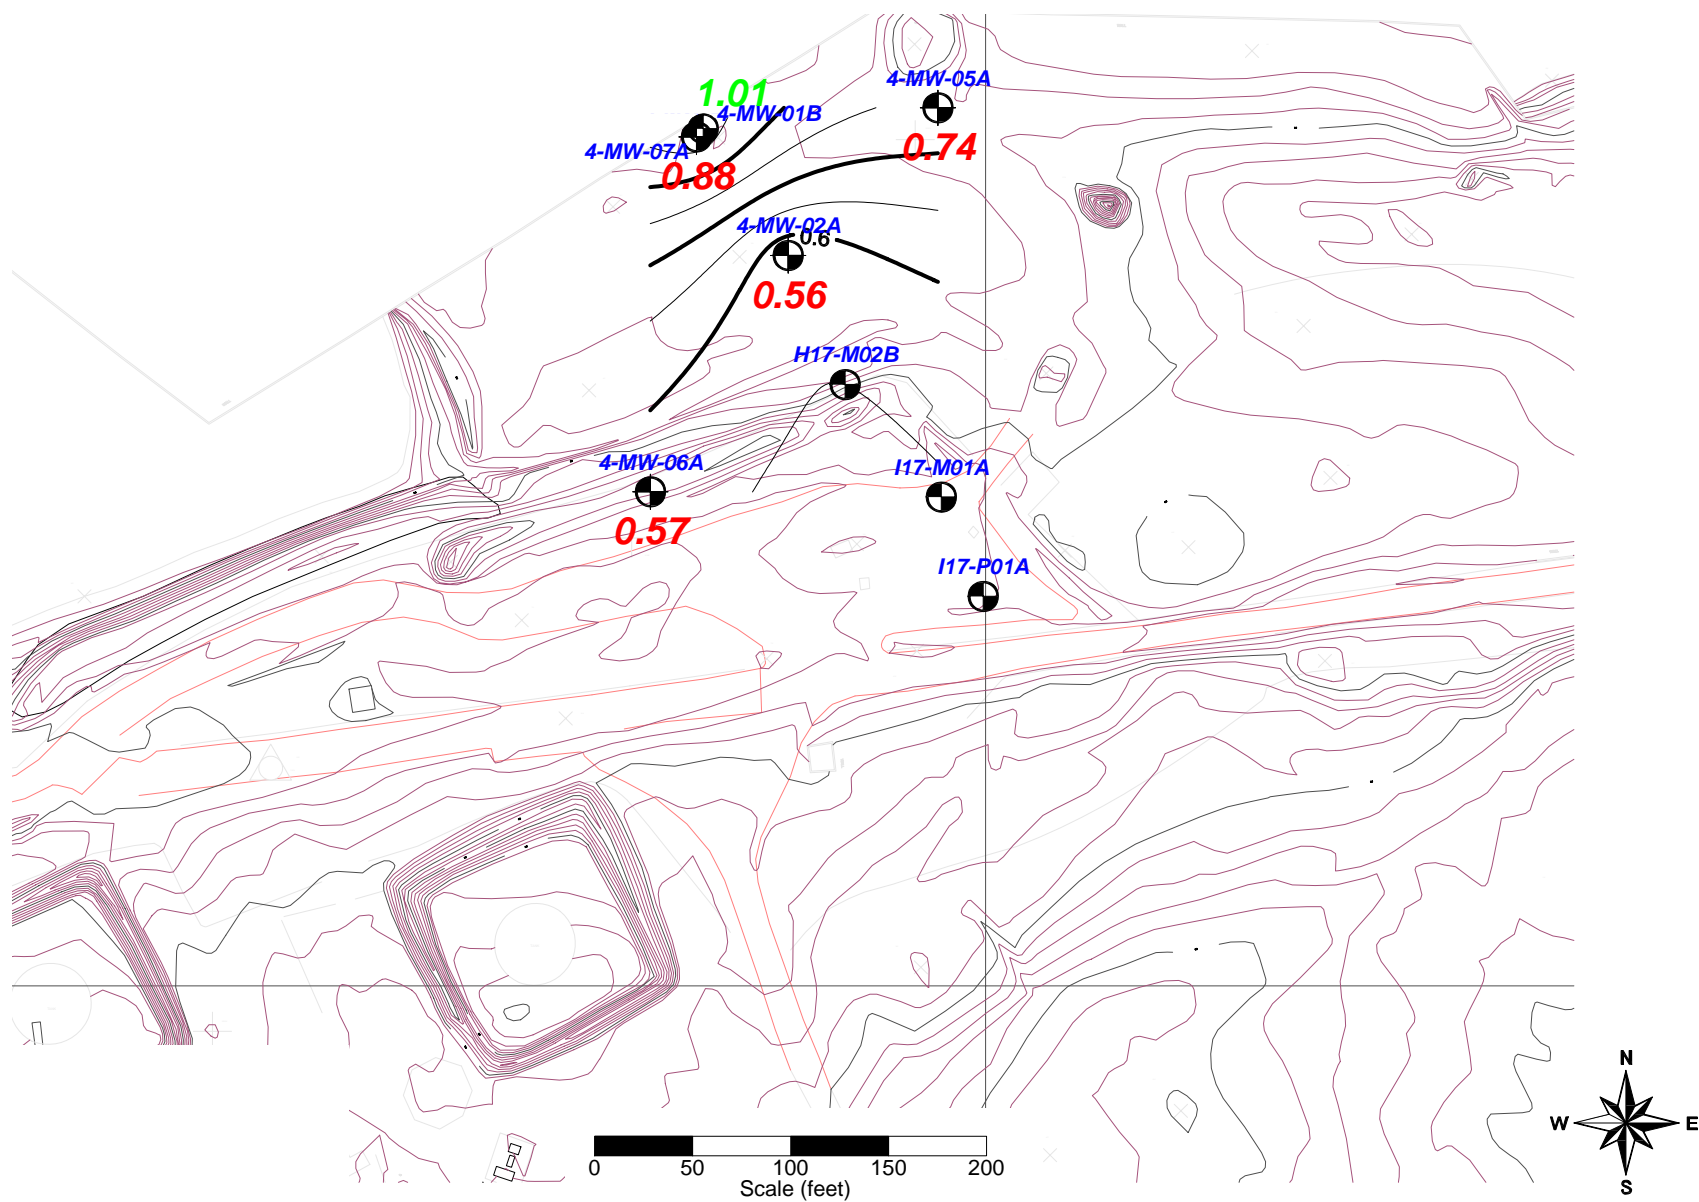 1.01
4-MW-05A
4-MW-01B
4-MW-07A
0.74
0.88
4-MW-02A
0.6
0.56
H17-M02B
4-MW-06A
I17-M01A
0.57
I17-P01A
N
W E
S
0 50 100 150 200
Scale (feet)